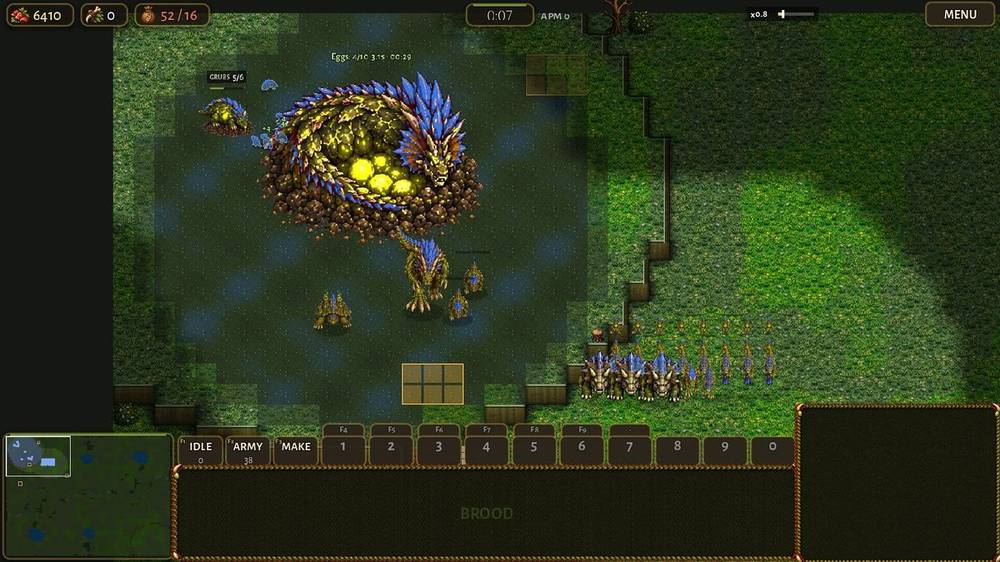 6410
0
52/16
0:07
APM 0
x0.8
MENU
GRUBS 5/6
F1 IDLE 0
ARMY 38
MAKE
F4 1
F5 2
F6 3
F7 4
F8 5
F9 6
7
8
9
0
BROOD